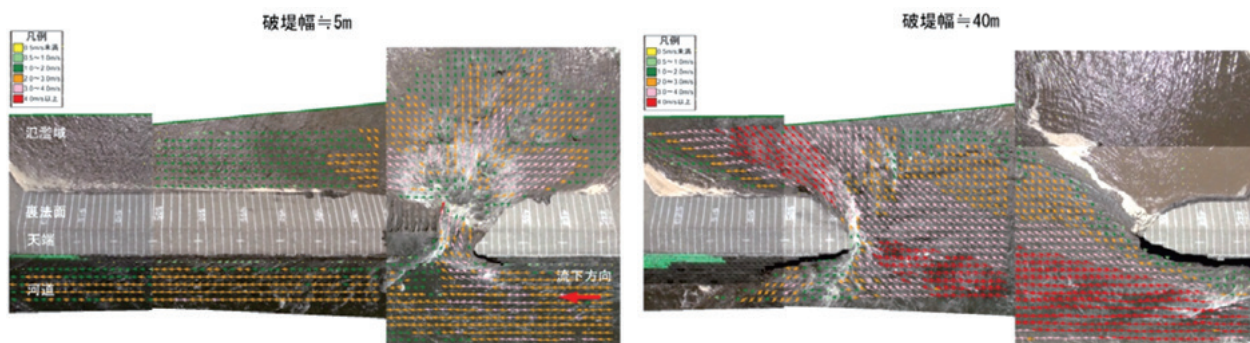 破堤幅≒5m
凡例
0.5m/s未満
0.5～1.0m/s
1.0～2.0m/s
2.0～3.0m/s
3.0～4.0m/s
4.0m/s以上
氾濫域
裏法面
天端
河道
流下方向
破堤幅≒40m
凡例
0.5m/s未満
0.5～1.0m/s
1.0～2.0m/s
2.0～3.0m/s
3.0～4.0m/s
4.0m/s以上